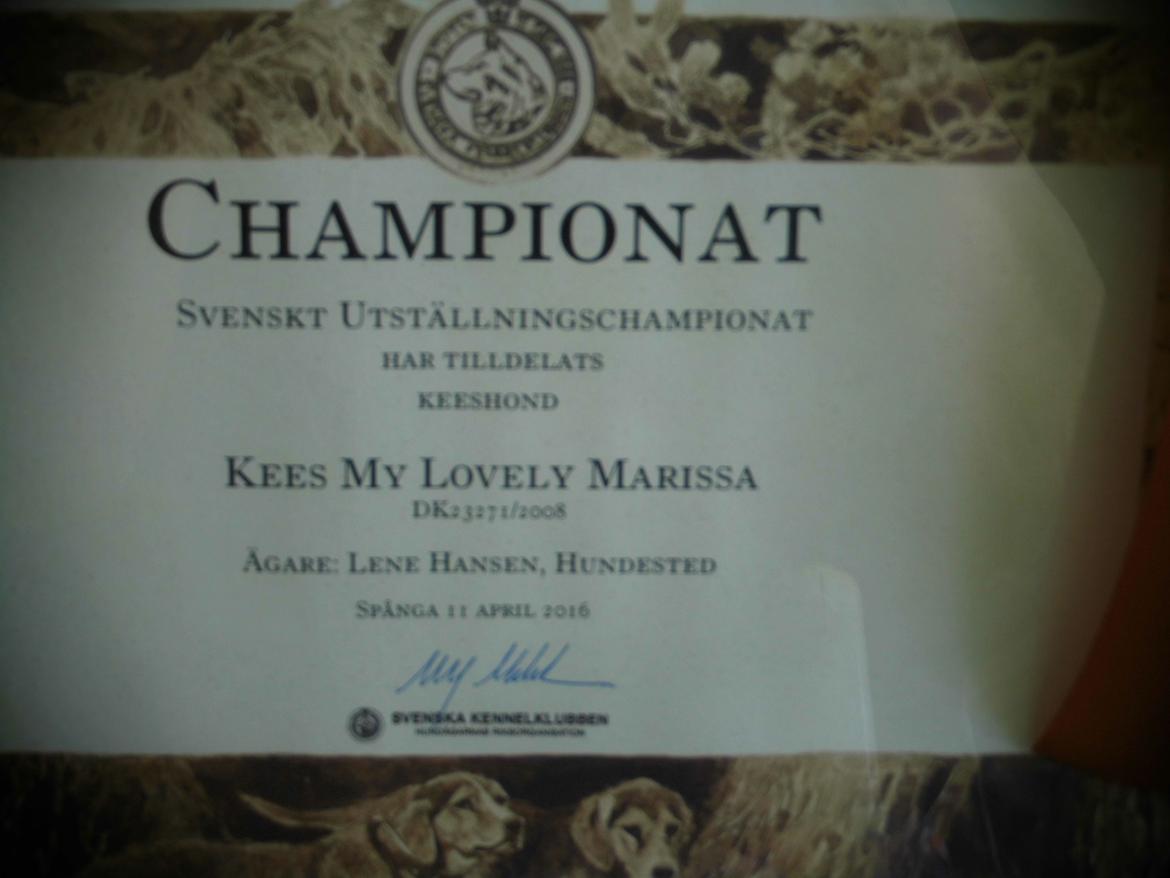 CHAMPIONAT
SVENSKT UTSTÄLLNINGSCHAMPIONAT
HAR TILLDELATS
KEESHOND
KEES MY LOVELY MARISSA
DK23271/2008
ÄGARE: LENE HANSEN, HUNDESTED
SPÅNGA 11 APRIL 2016
SVENSKA KENNELKLUBBEN